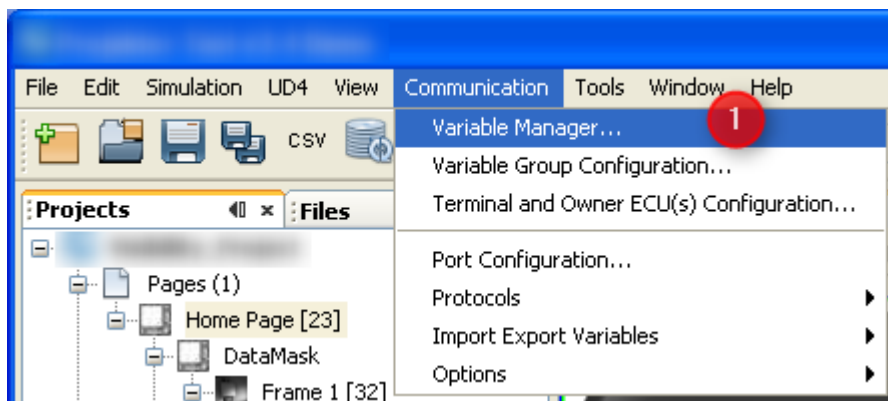 File Edit Simulation UD4 View Communication Tools Window Help
1
Variable Manager...
CSV
Variable Group Configuration...
Terminal and Owner ECU(s) Configuration...
Projects Files
Port Configuration...
Pages (1)
Protocols
Home Page [23]
Import Export Variables
DataMask
Options
Frame 1 [32]